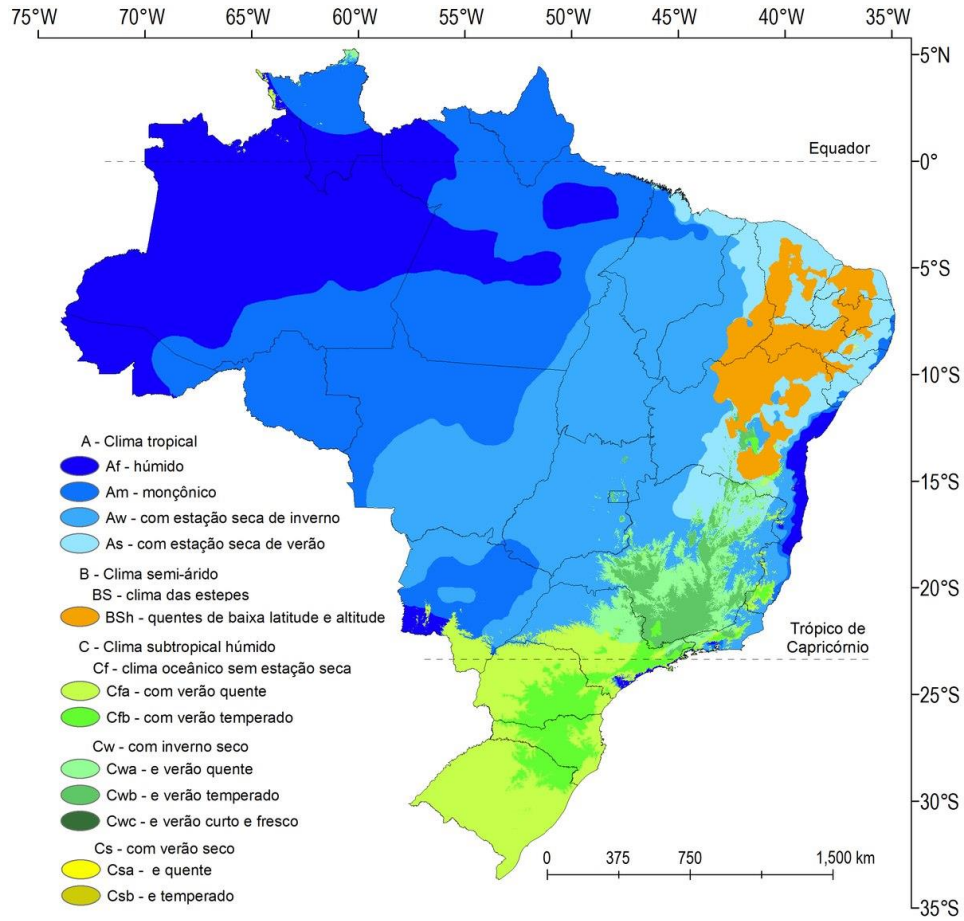 75°W 70°W 65°W 60°W 55°W 50°W 45°W 40°W 35°W
5°N
Equador
0°
5°S
10°S
15°S
20°S
Trópico de
Capricórnio
25°S
30°S
35°S
A - Clima tropical
Af - húmido
Am - monçônico
Aw - com estação seca de inverno
As - com estação seca de verão
B - Clima semi-árido
BS - clima das estepes
BSh - quentes de baixa latitude e altitude
C - Clima subtropical húmido
Cf - clima oceânico sem estação seca
Cfa - com verão quente
Cfb - com verão temperado
Cw - com inverno seco
Cwa - e verão quente
Cwb - e verão temperado
Cwc - e verão curto e fresco
Cs - com verão seco
Csa - e quente
Csb - e temperado
0 375 750 1,500 km